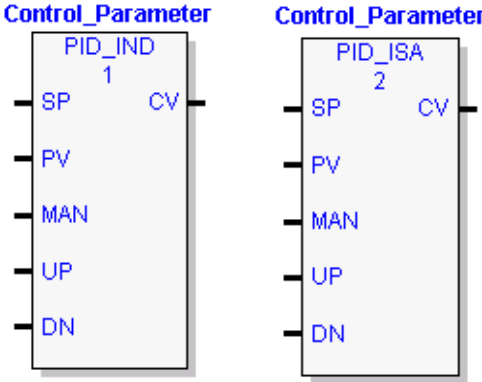 Control_Parameter
PID_IND
1
SP CV
PV
MAN
UP
DN
Control_Parameter
PID_ISA
2
SP CV
PV
MAN
UP
DN